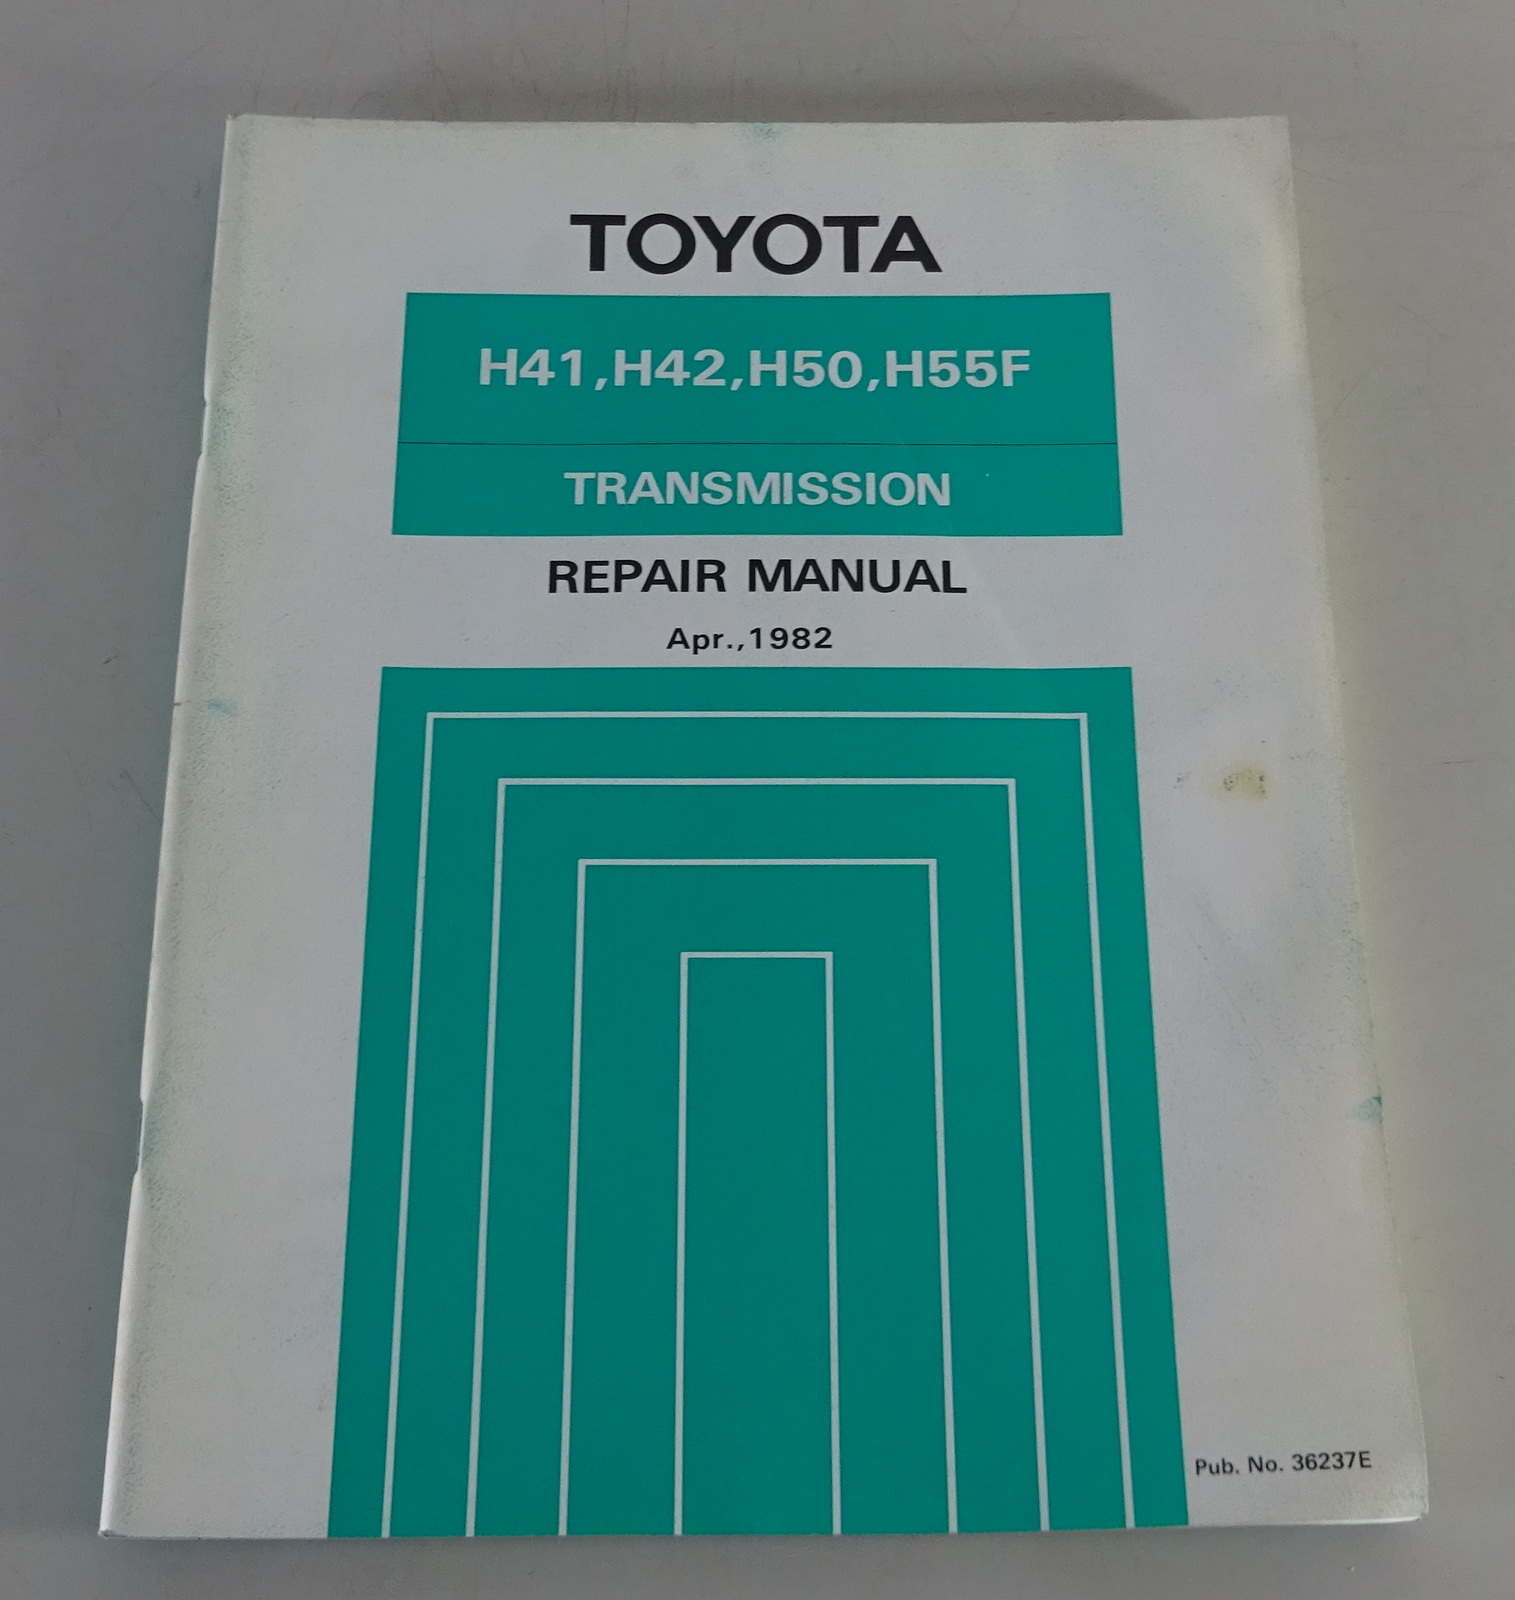 TOYOTA
H41,H42,H50,H55F
TRANSMISSION
REPAIR MANUAL
Apr.,1982
Pub. No. 36237E